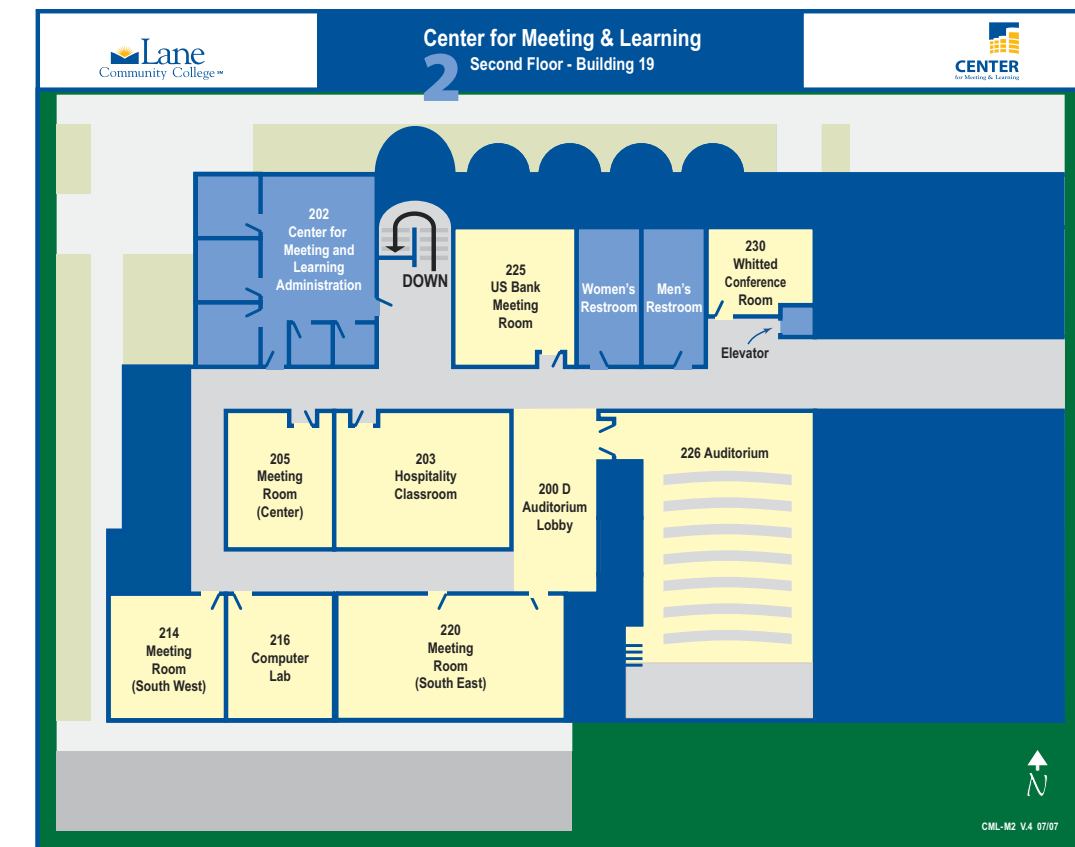 Lane
Community College℠
Center for Meeting & Learning
2
Second Floor - Building 19
CENTER
for Meeting & Learning
202
Center for
Meeting and
Learning
Administration
DOWN
225
US Bank
Meeting
Room
Women's
Restroom
Men's
Restroom
230
Whitted
Conference
Room
Elevator
205
Meeting
Room
(Center)
203
Hospitality
Classroom
200 D
Auditorium
Lobby
226 Auditorium
214
Meeting
Room
(South West)
216
Computer
Lab
220
Meeting
Room
(South East)
N
CML-M2 V.4 07/07